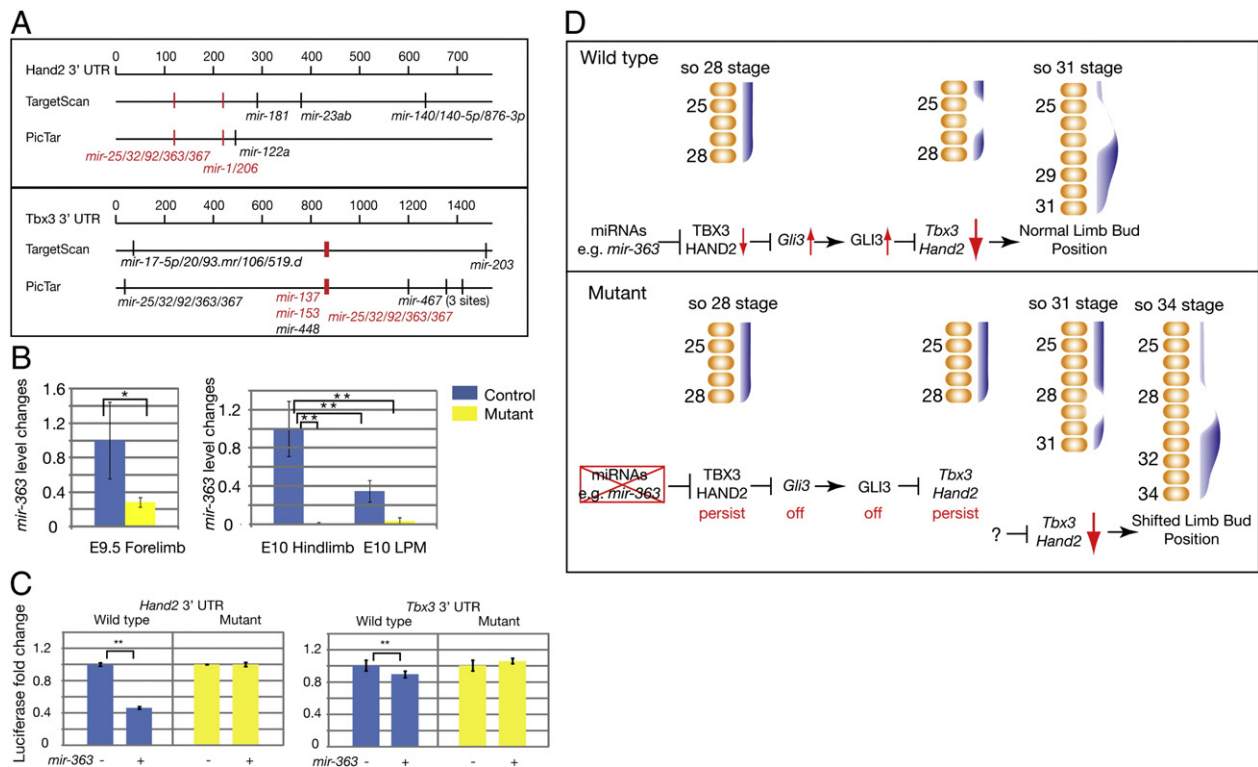 A
0 100 200 300 400 500 600 700
Hand2 3' UTR
TargetScan
mir-181 mir-23ab mir-140/140-5p/876-3p
PicTar
mir-122a
mir-25/32/92/363/367
mir-1/206
0 200 400 600 800 1000 1200 1400
Tbx3 3' UTR
TargetScan
mir-17-5p/20/93.mr/106/519.d mir-203
PicTar
mir-25/32/92/363/367 mir-137 mir-467 (3 sites)
mir-153 mir-25/32/92/363/367
mir-448
B
mir-363 level changes
1.6
1.2
0.8
0.4
0
*
E9.5 Forelimb
mir-363 level changes
1.2
1
0.8
0.6
0.4
0.2
0
**
**
**
E10 Hindlimb E10 LPM
Control
Mutant
C
Luciferase fold change
Hand2 3' UTR
Wild type Mutant
1.2
0.8
0.4
0
**
mir-363 - + - +
Tbx3 3' UTR
Wild type Mutant
1.2
0.8
0.4
0
**
- + - +
D
Wild type
so 28 stage
25
28
25
28
so 31 stage
25
29
31
miRNAs
e.g. mir-363
TBX3
HAND2
Gli3
GLI3
Tbx3
Hand2
Normal Limb Bud
Position
Mutant
so 28 stage
25
28
25
28
so 31 stage
25
28
31
so 34 stage
25
28
32
34
miRNAs
e.g. mir-363
TBX3
HAND2
persist
Gli3
off
GLI3
off
Tbx3
Hand2
persist
?
Tbx3
Hand2
Shifted Limb Bud
Position